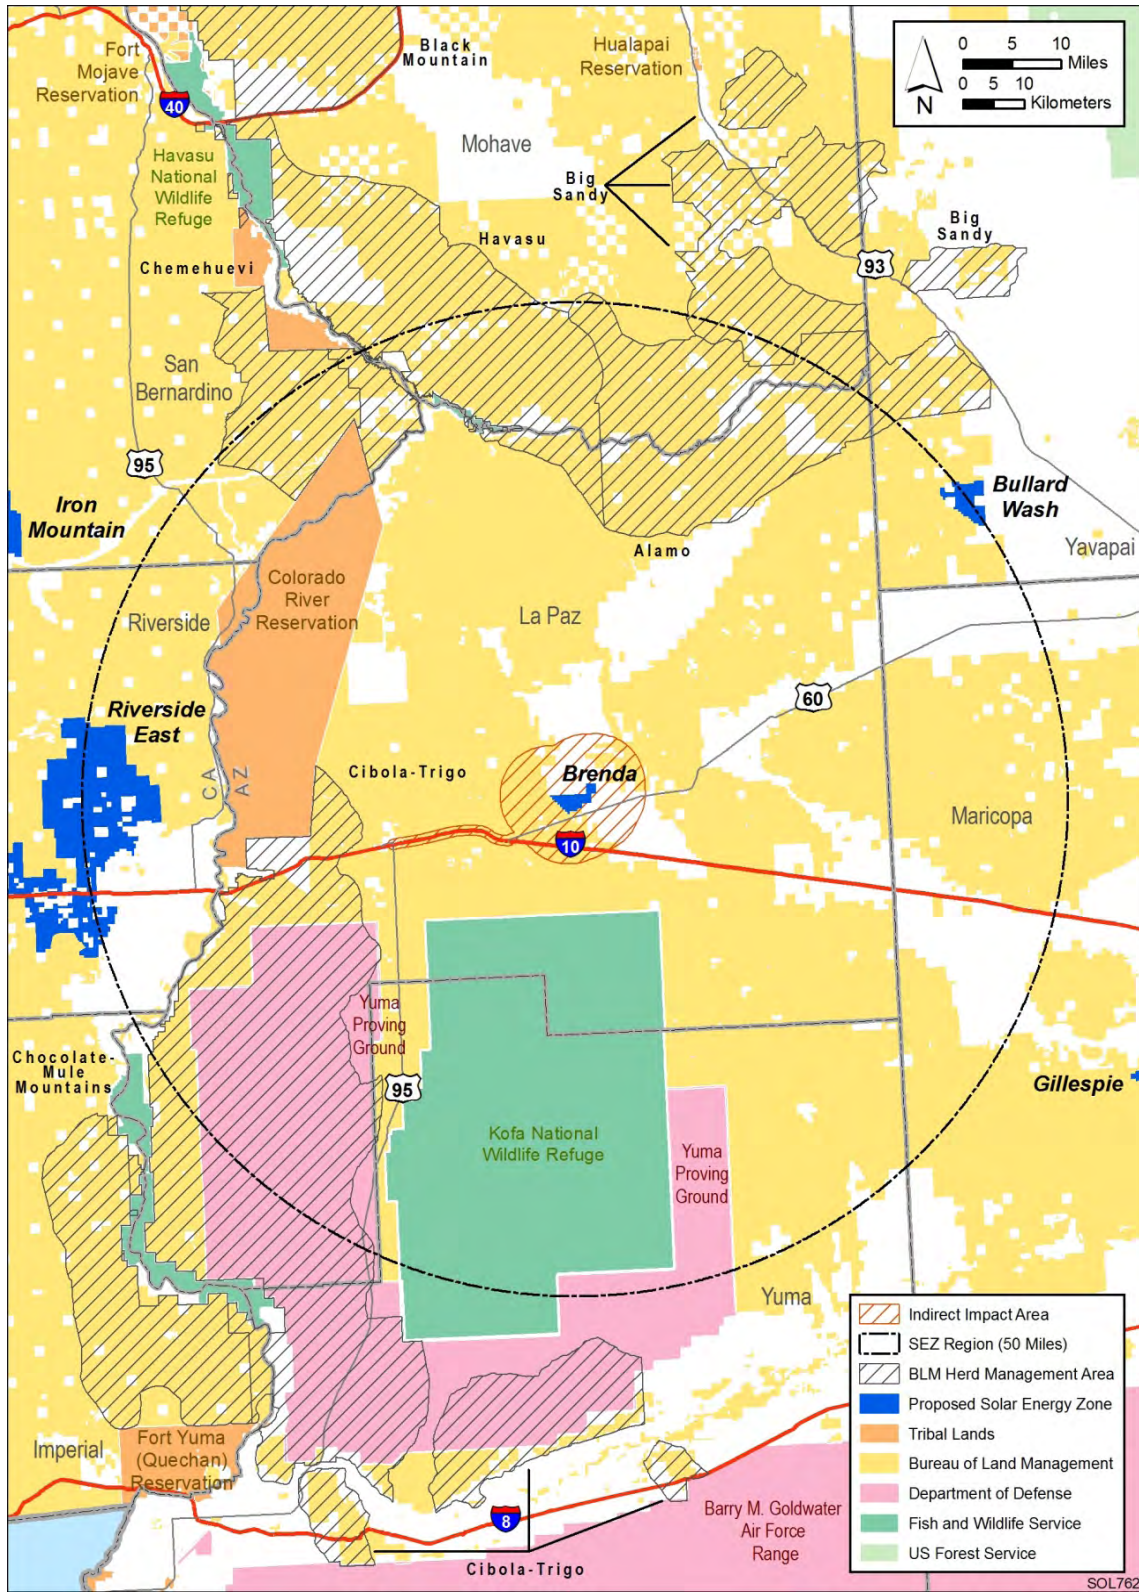 Fort
Mojave
Reservation
40
Black
Mountain
Hualapai
Reservation
0 5 10
Miles
0 5 10
Kilometers
N
Mohave
Havasu
National
Wildlife
Refuge
Big
Sandy
Big
Sandy
Havasu
Chemehuevi
93
San
Bernardino
95
Iron
Mountain
Bullard
Wash
Alamo
Yavapai
Colorado
River
Reservation
Riverside
La Paz
60
Riverside
East
CA
AZ
Cibola-Trigo
Brenda
Maricopa
10
Yuma
Proving
Ground
Chocolate-
Mule
Mountains
95
Gillespie
Kofa National
Wildlife Refuge
Yuma
Proving
Ground
Yuma
Indirect Impact Area
SEZ Region (50 Miles)
BLM Herd Management Area
Proposed Solar Energy Zone
Tribal Lands
Bureau of Land Management
Department of Defense
Fish and Wildlife Service
US Forest Service
Imperial
Fort Yuma
(Quechan)
Reservation
8
Barry M. Goldwater
Air Force
Range
Cibola-Trigo
SOL762